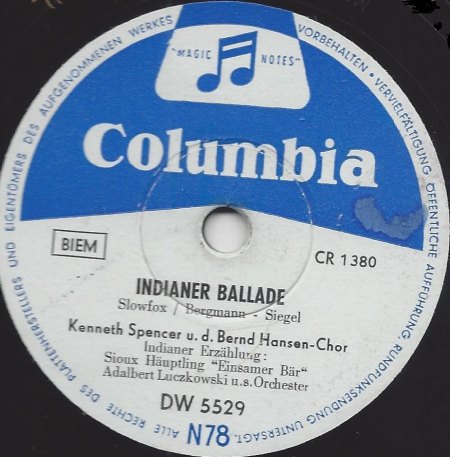 "MAGIC NOTES"
Columbia
BIEM
CR 1380
INDIANER BALLADE
Slowfox / Bergmann - Siegel
Kenneth Spencer u. d. Bernd Hansen-Chor
Indianer Erzählung:
Sioux Häuptling "Einsamer Bär"
Adalbert Luczkowski u.s. Orchester
DW 5529
N78
ALLE RECHTE DES PLATTENHERSTELLERS UND EIGENTÜMERS DES AUFGENOMMENEN WERKES VORBEHALTEN • VERVIELFÄLTIGUNG ÖFFENTLICHE AUFFÜHRUNG, RUNDFUNKSENDUNG UNTERSAGT.